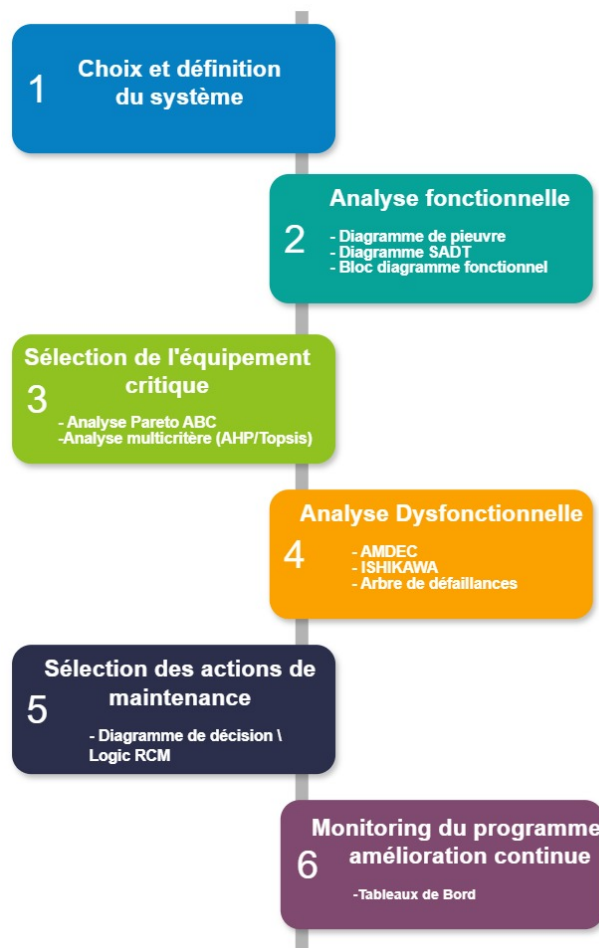 1
Choix et définition
du système
2
Analyse fonctionnelle
- Diagramme de pieuvre
- Diagramme SADT
- Bloc diagramme fonctionnel
3
Sélection de l'équipement
critique
- Analyse Pareto ABC
-Analyse multicritère (AHP/Topsis)
4
Analyse Dysfonctionnelle
- AMDEC
- ISHIKAWA
- Arbre de défaillances
5
Sélection des actions de
maintenance
- Diagramme de décision \
Logic RCM
6
Monitoring du programme
amélioration continue
-Tableaux de Bord